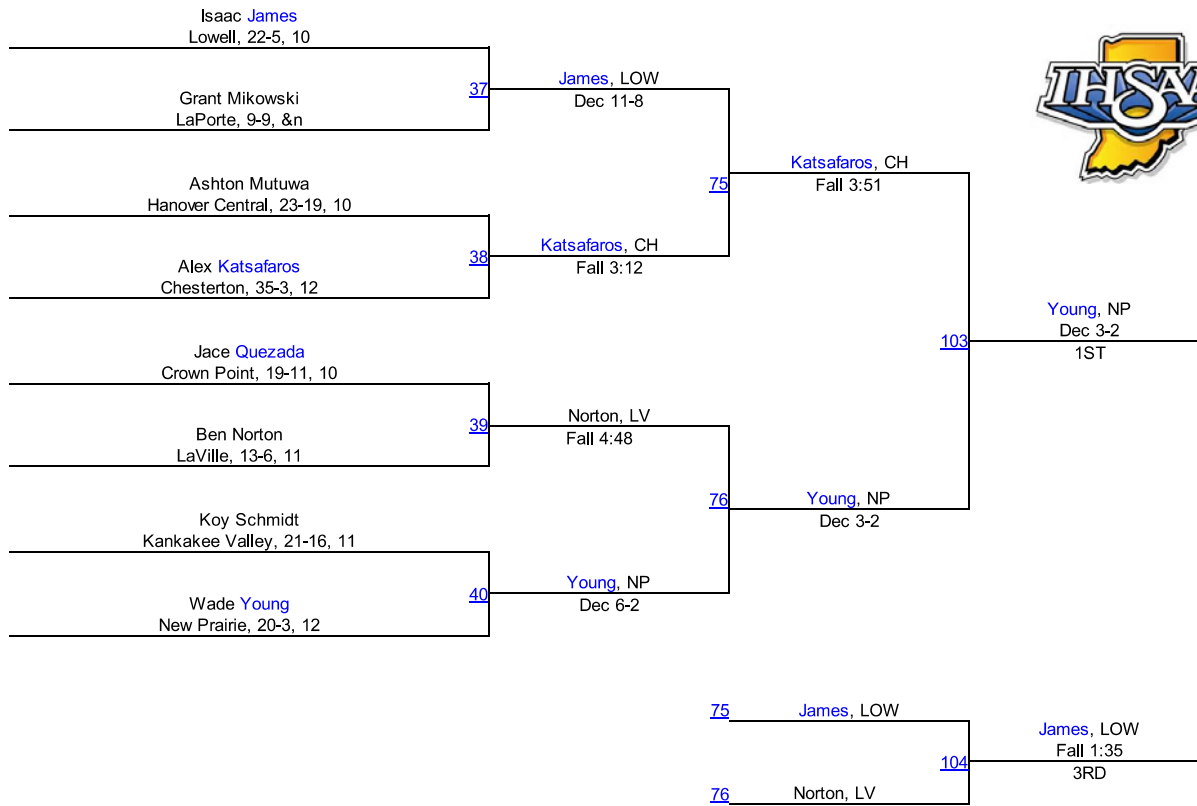 Isaac James
Lowell, 22-5, 10
37
Grant Mikowski
LaPorte, 9-9, &n
James, LOW
Dec 11-8
Ashton Mutuwa
Hanover Central, 23-19, 10
38
Alex Katsafaros
Chesterton, 35-3, 12
Katsafaros, CH
Fall 3:12
75
Katsafaros, CH
Fall 3:51
Jace Quezada
Crown Point, 19-11, 10
39
Ben Norton
LaVille, 13-6, 11
Norton, LV
Fall 4:48
Koy Schmidt
Kankakee Valley, 21-16, 11
40
Wade Young
New Prairie, 20-3, 12
Young, NP
Dec 6-2
76
Young, NP
Dec 3-2
103
Young, NP
Dec 3-2
1ST
75
James, LOW
104
76
Norton, LV
James, LOW
Fall 1:35
3RD
IHSAA